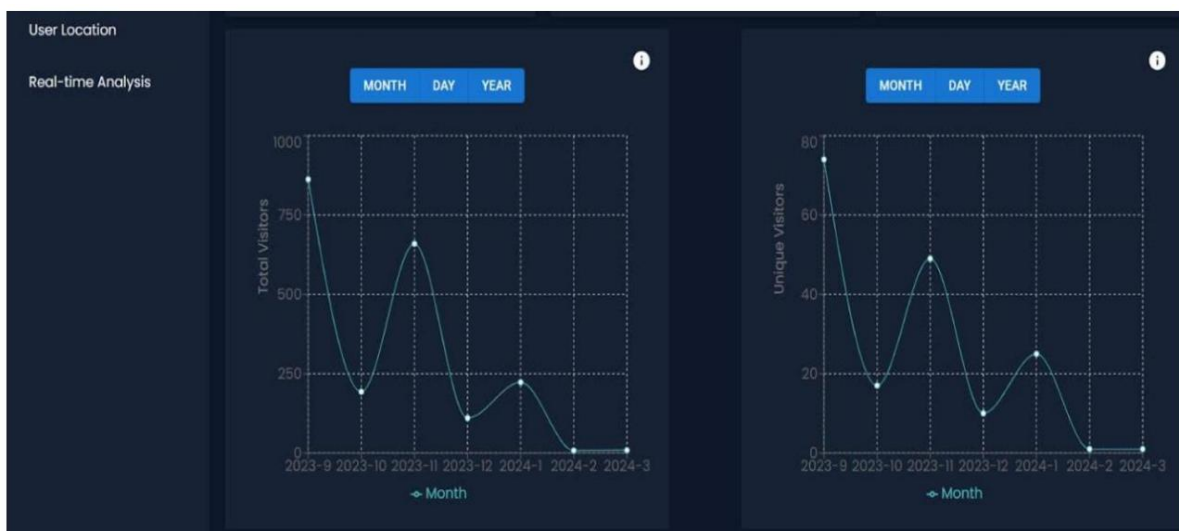 User Location
Real-time Analysis
MONTH DAY YEAR
1000
750
500
250
0
Total Visitors
2023-9 2023-10 2023-11 2023-12 2024-1 2024-2 2024-3
Month
MONTH DAY YEAR
80
60
40
20
0
Unique Visitors
2023-9 2023-10 2023-11 2023-12 2024-1 2024-2 2024-3
Month